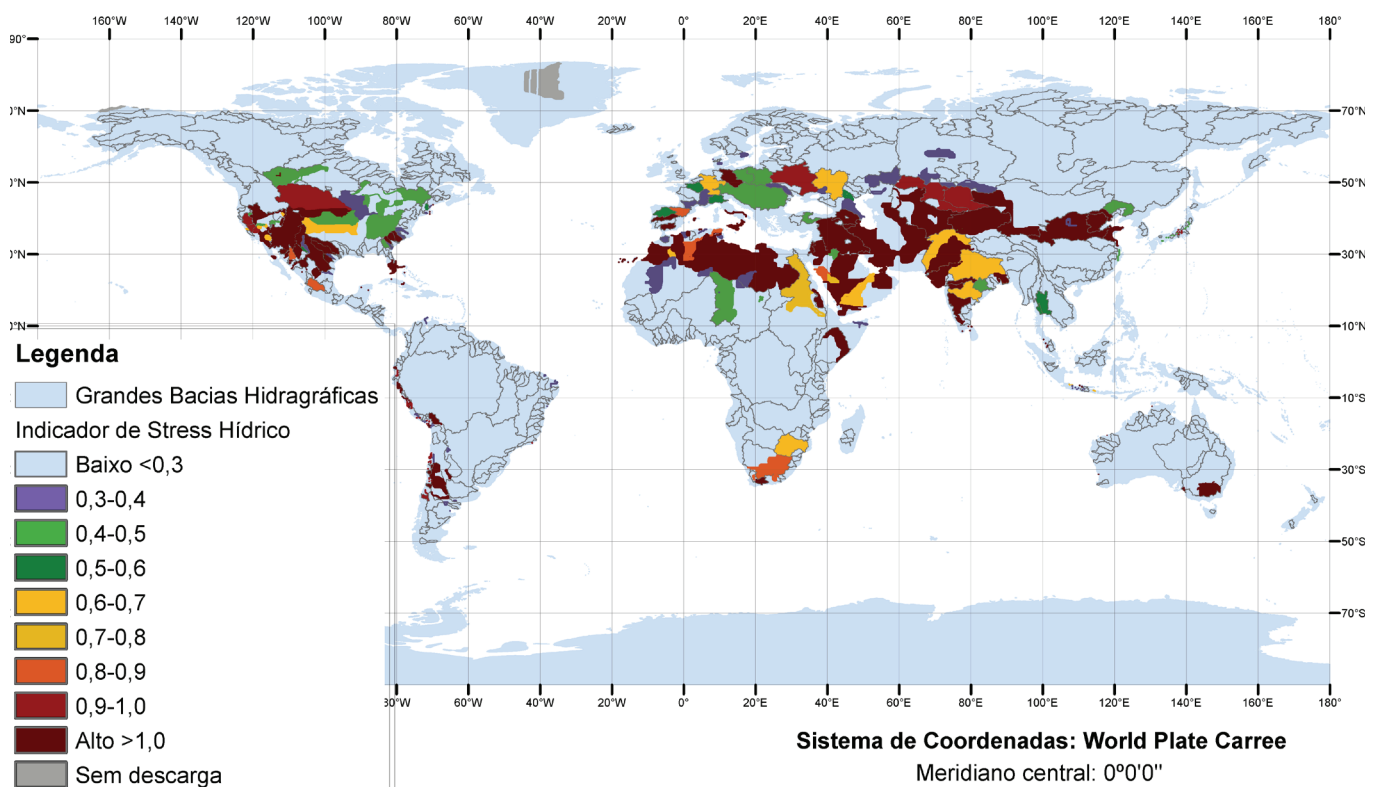 160°W 140°W 120°W 100°W 80°W 60°W 40°W 20°W 0° 20°E 40°E 60°E 80°E 100°E 120°E 140°E 160°E 180°
90°
°N 70°N
0°N 50°N
°N 30°N
°N 10°N
10°S
30°S
50°S
70°S
Legenda
Grandes Bacias Hidragráficas
Indicador de Stress Hídrico
Baixo <0,3
0,3-0,4
0,4-0,5
0,5-0,6
0,6-0,7
0,7-0,8
0,8-0,9
0,9-1,0
Alto >1,0
Sem descarga
80°W 60°W 40°W 20°W 0° 20°E 40°E 60°E 80°E 100°E 120°E 140°E 160°E 180°
Sistema de Coordenadas: World Plate Carree
Meridiano central: 0º0'0"